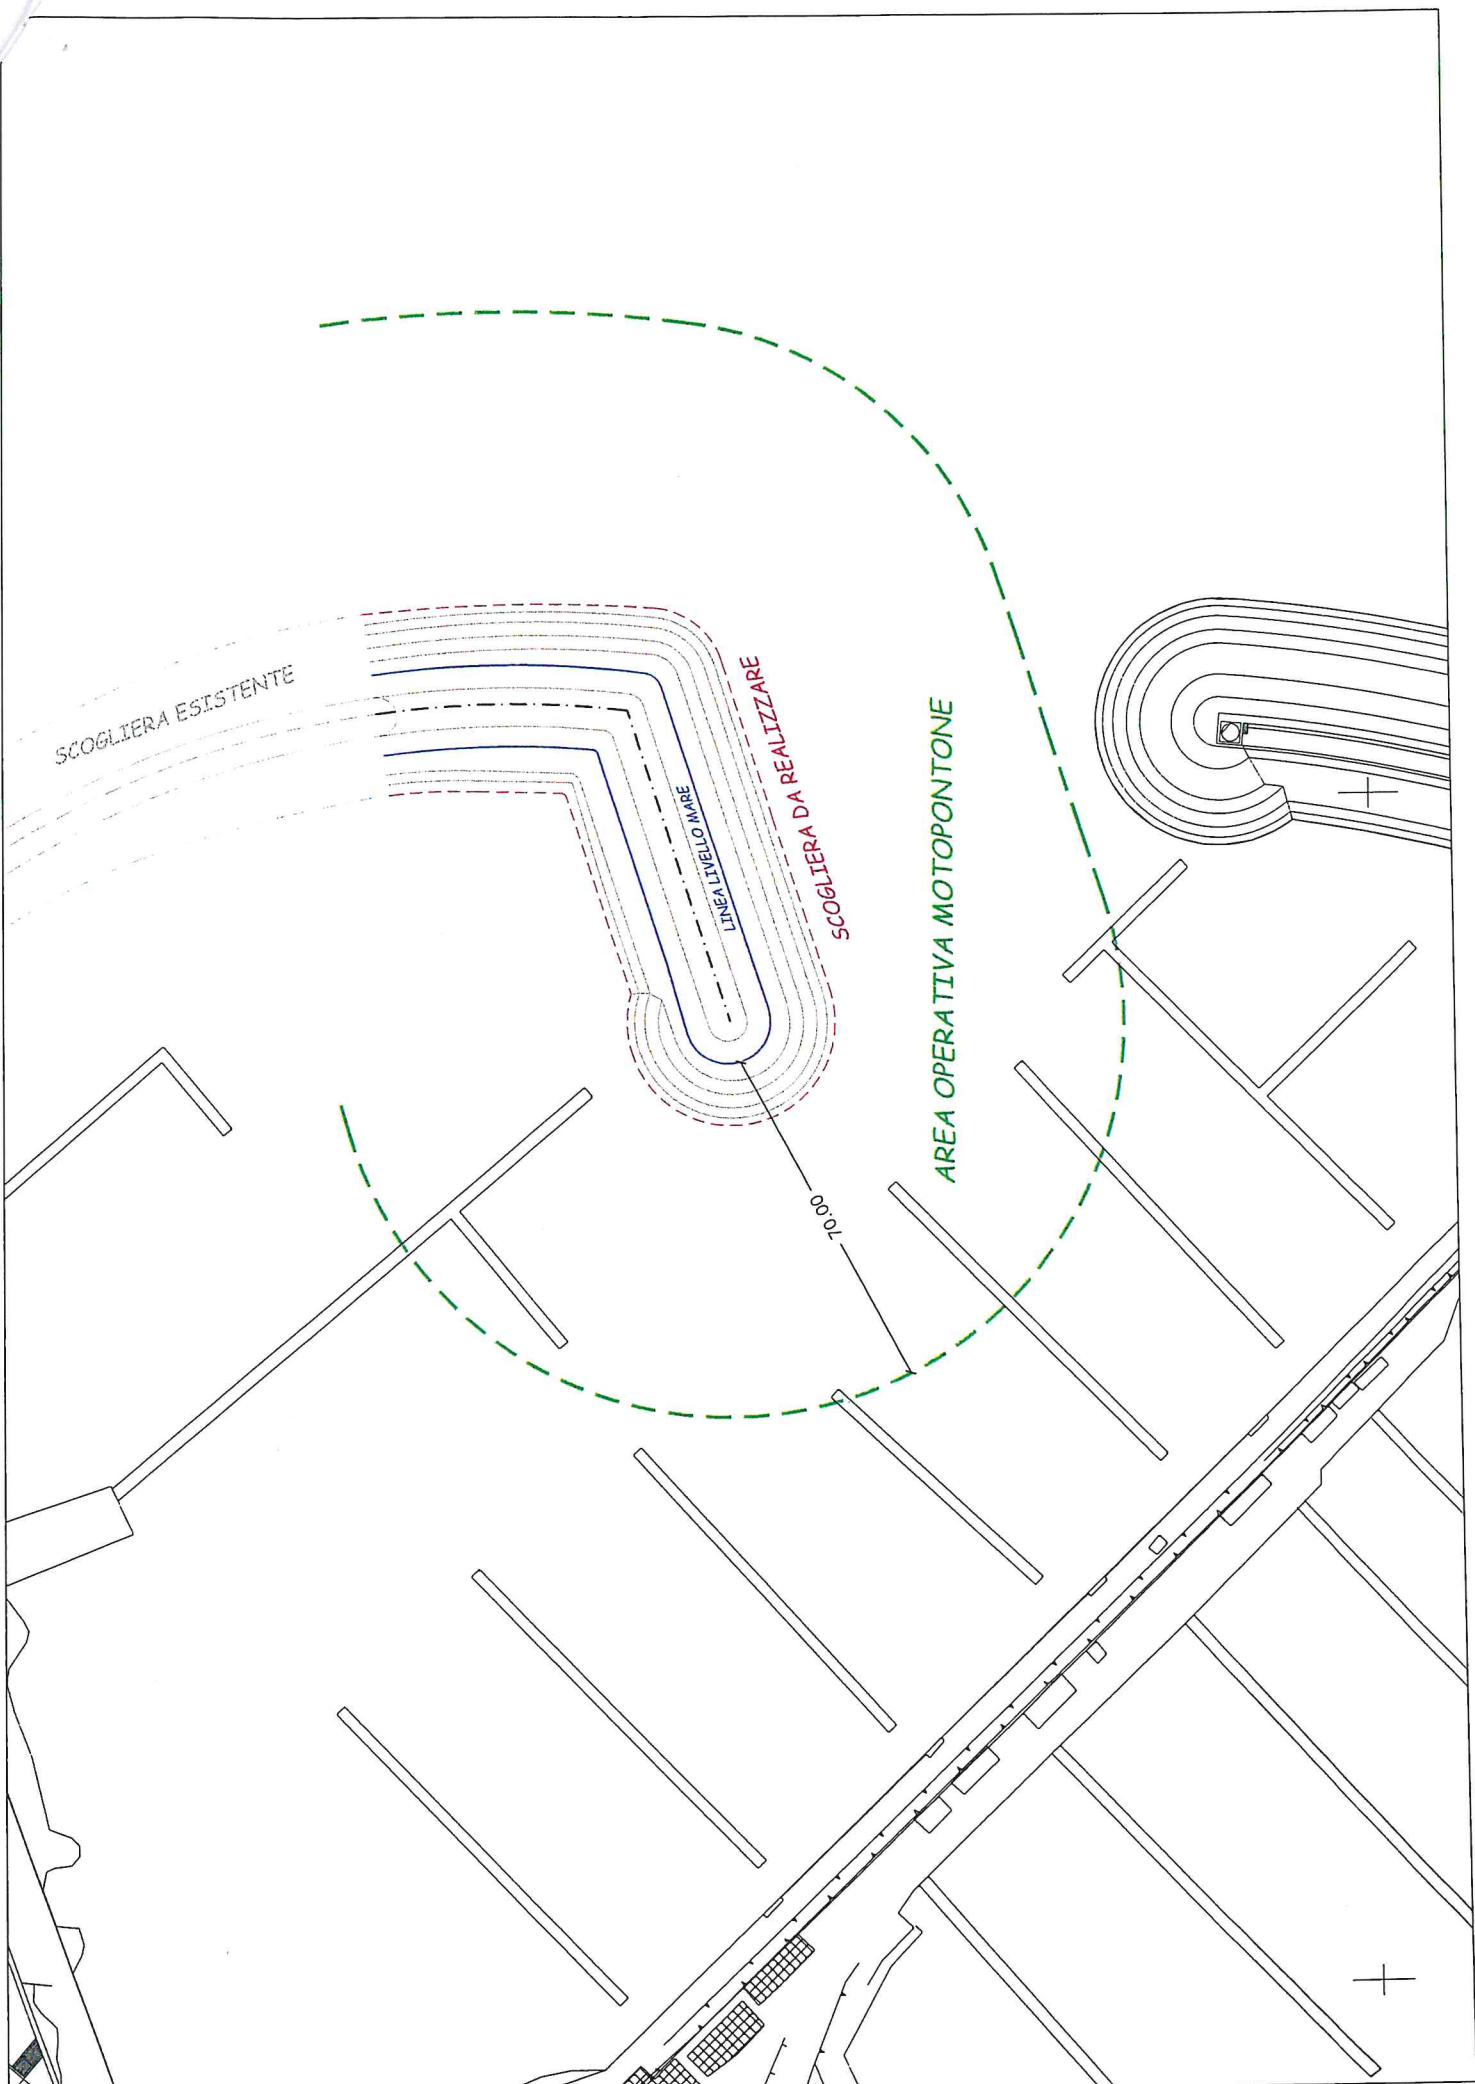 SCOGLIERA ESISTENTE
LINEA LIVELLO MARE
SCOGLIERA DA REALIZZARE
AREA OPERATIVA MOTOPONTONE
70.00